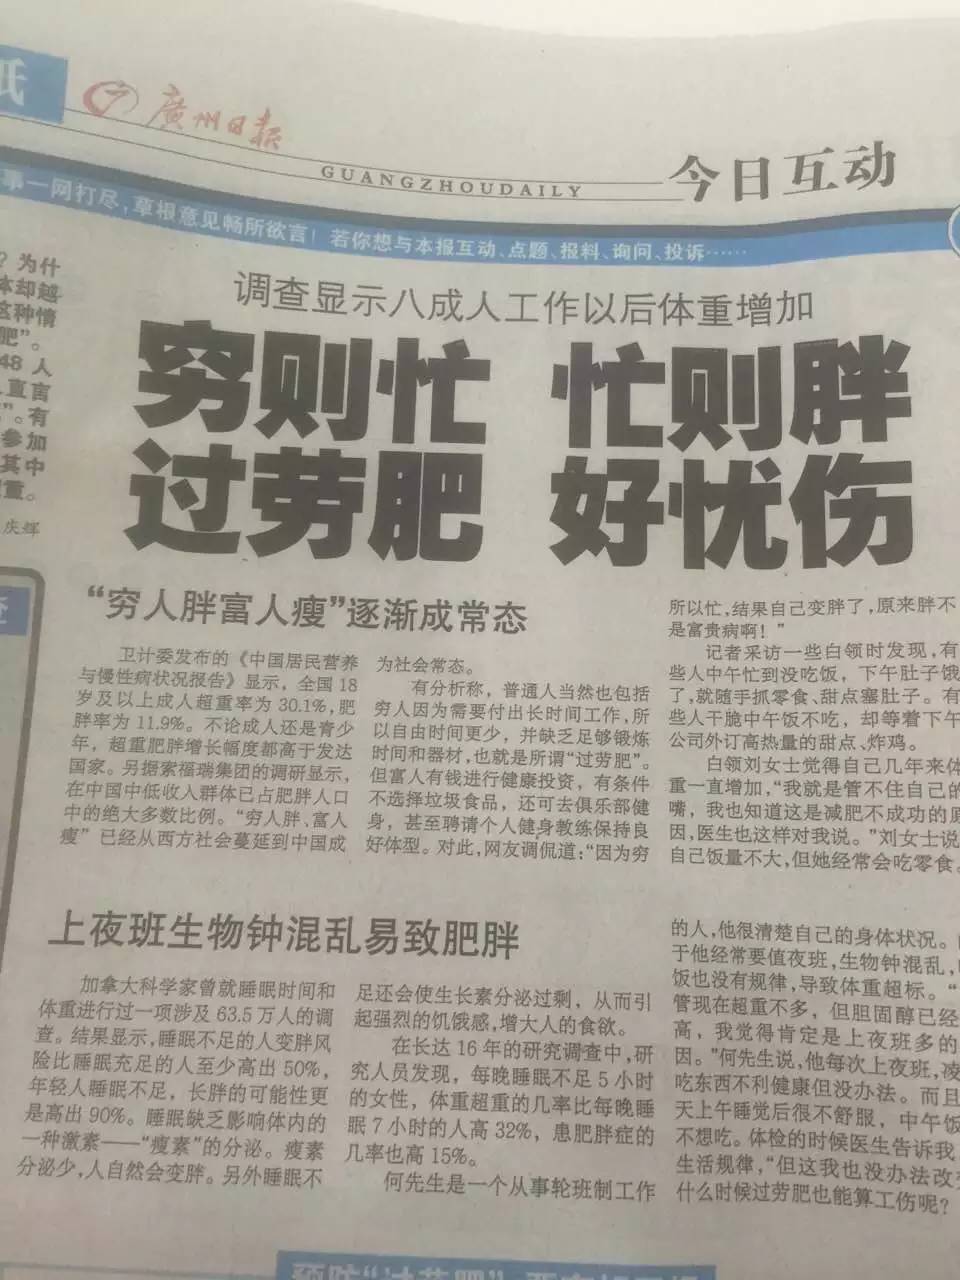 紙
廣州日報
GUANGZHOUDAILY
今日互动
事一网打尽，草根意见畅所欲言！若你想与本报互动、点题、报料、询问、投诉……
？为什
体却越
这种情
肥”。
48 人
直言
”。有
参加
其中
重。
庆辉
调查显示八成人工作以后体重增加
穷则忙 忙则胖
过劳肥 好忧伤
“穷人胖富人瘦”逐渐成常态
卫计委发布的《中国居民营养
与慢性病状况报告》显示，全国 18
岁及以上成人超重率为 30.1%，肥
胖率为 11.9%。不论成人还是青少
年，超重肥胖增长幅度都高于发达
国家。另据索福瑞集团的调研显示，
在中国中低收入群体已占肥胖人口
中的绝大多数比例。“穷人胖、富人
瘦”已经从西方社会蔓延到中国成
为社会常态。
有分析称，普通人当然也包括
穷人因为需要付出长时间工作，所
以自由时间更少，并缺乏足够锻炼
时间和器材，也就是所谓“过劳肥”。
但富人有钱进行健康投资，有条件
不选择垃圾食品，还可去俱乐部健
身，甚至聘请个人健身教练保持良
好体型。对此，网友调侃道：“因为穷
所以忙，结果自己变胖了，原来胖不
是富贵病啊！”
记者采访一些白领时发现，有
些人中午忙到没吃饭，下午肚子饿
了，就随手抓零食、甜点塞肚子。有
些人干脆中午饭不吃，却等着下午
公司外订高热量的甜点、炸鸡。
白领刘女士觉得自己几年来体
重一直增加，“我就是管不住自己的
嘴，我也知道这是减肥不成功的原
因，医生也这样对我说。”刘女士说
自己饭量不大，但她经常会吃零食。
上夜班生物钟混乱易致肥胖
加拿大科学家曾就睡眠时间和
体重进行过一项涉及 63.5 万人的调
查。结果显示，睡眠不足的人变胖风
险比睡眠充足的人至少高出 50%，
年轻人睡眠不足，长胖的可能性更
是高出 90%。睡眠缺乏影响体内的
一种激素——“瘦素”的分泌。瘦素
分泌少，人自然会变胖。另外睡眠不
足还会使生长素分泌过剩，从而引
起强烈的饥饿感，增大人的食欲。
在长达 16 年的研究调查中，研
究人员发现，每晚睡眠不足 5 小时
的女性，体重超重的几率比每晚睡
眠 7 小时的人高 32%，患肥胖症的
几率也高 15%。
何先生是一个从事轮班制工作
的人，他很清楚自己的身体状况。
于他经常要值夜班，生物钟混乱，
饭也没有规律，导致体重超标。“
管现在超重不多，但胆固醇已经
高，我觉得肯定是上夜班多的
因。”何先生说，他每次上夜班，凌
吃东西不利健康但没办法。而且
天上午睡觉后很不舒服，中午饭
不想吃。体检的时候医生告诉我
生活规律，“但这我也没办法改变
什么时候过劳肥也能算工伤呢？
预防“过劳肥”